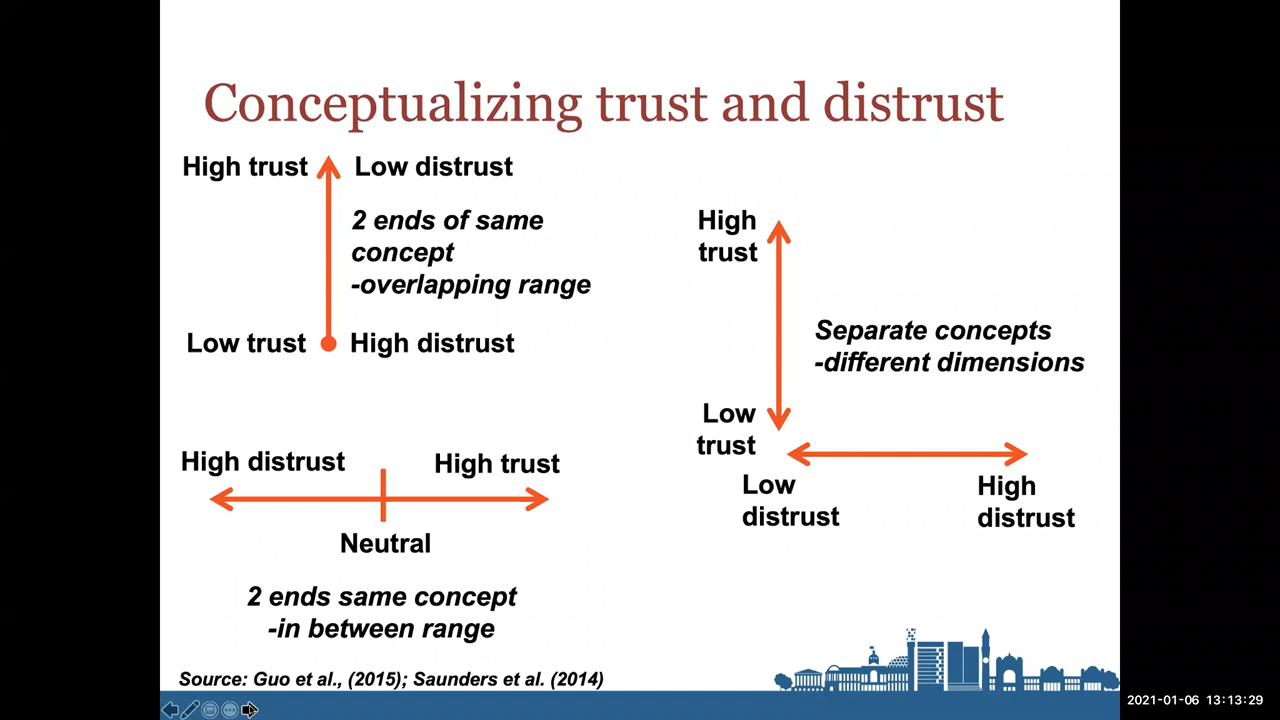 Conceptualizing trust and distrust
High trust
Low distrust
2 ends of same
concept
-overlapping range
Low trust
High distrust
High distrust
High trust
Neutral
2 ends same concept
-in between range
High
trust
Separate concepts
-different dimensions
Low
trust
Low
distrust
High
distrust
Source: Guo et al., (2015); Saunders et al. (2014)
2021-01-06 13:13:29